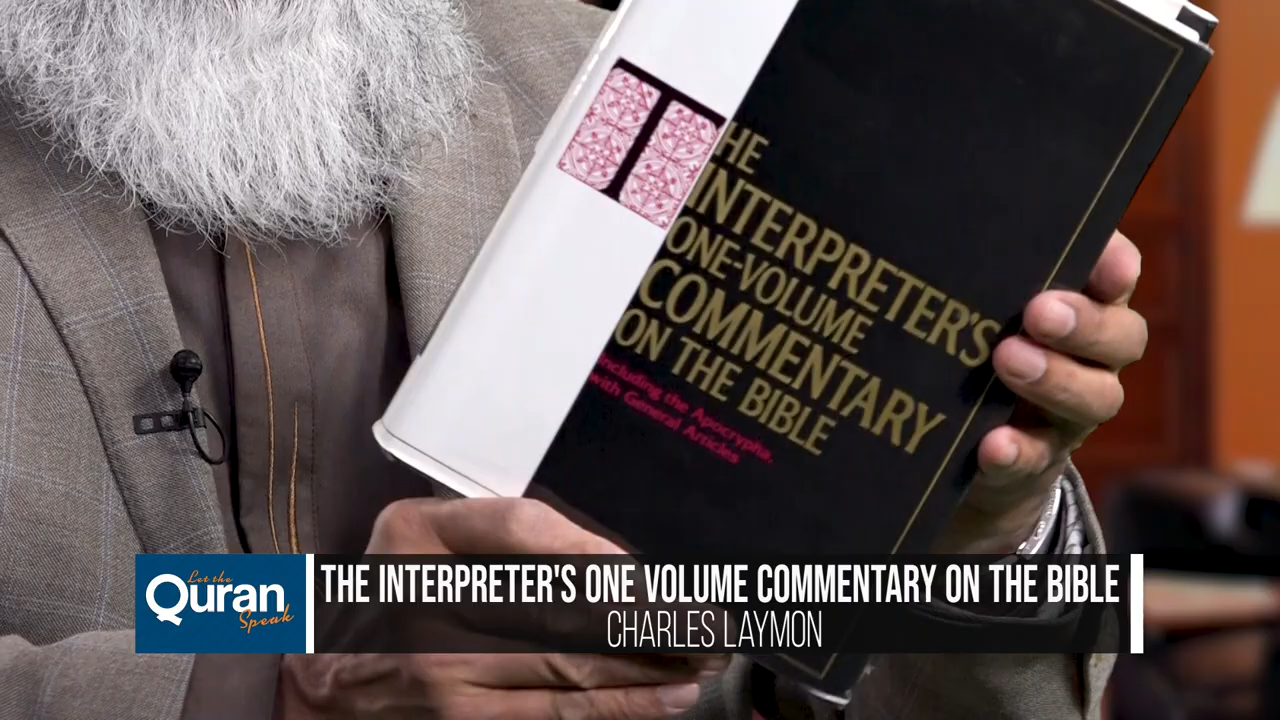 THE
INTERPRETER'S
ONE-VOLUME
COMMENTARY
ON THE BIBLE
Including the Apocrypha,
with General Articles
Let the
Quran
Speak
THE INTERPRETER'S ONE VOLUME COMMENTARY ON THE BIBLE
CHARLES LAYMON